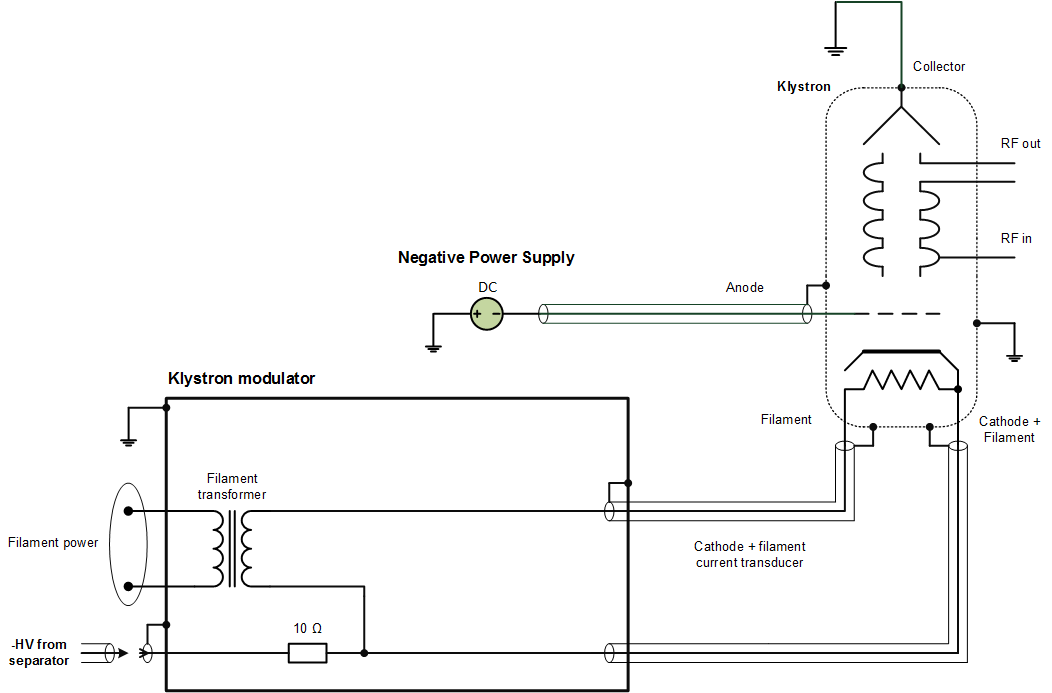 Collector
Klystron
RF out
RF in
Negative Power Supply
DC
+ −
Anode
Klystron modulator
Filament
Cathode +
Filament
Filament
transformer
Filament power
Cathode + filament
current transducer
10 Ω
-HV from
separator